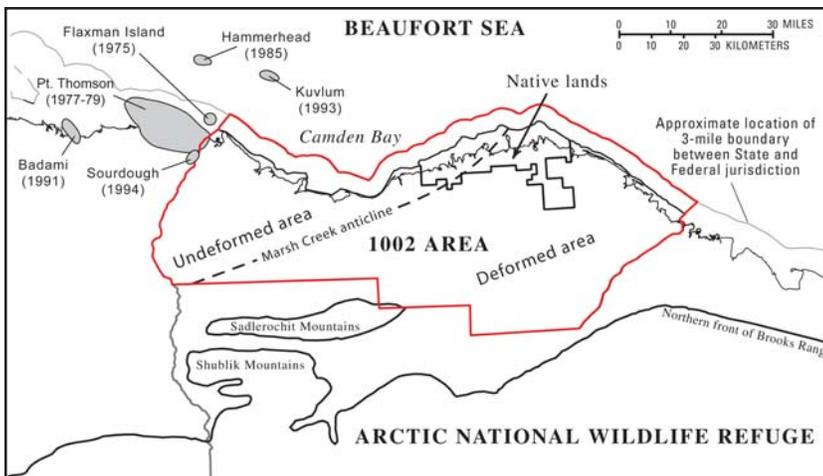 Flaxman Island
(1975)
Hammerhead
(1985)
BEAUFORT SEA
0 10 20 30 MILES
0 10 20 30 KILOMETERS
Pt. Thomson
(1977-79)
Kuvlum
(1993)
Native lands
Camden Bay
Approximate location of
3-mile boundary
between State and
Federal jurisdiction
Badami
(1991)
Sourdough
(1994)
Undeformed area
Marsh Creek anticline
1002 AREA
Deformed area
Sadlerochit Mountains
Northern front of Brooks Rang
Shublik Mountains
ARCTIC NATIONAL WILDLIFE REFUGE